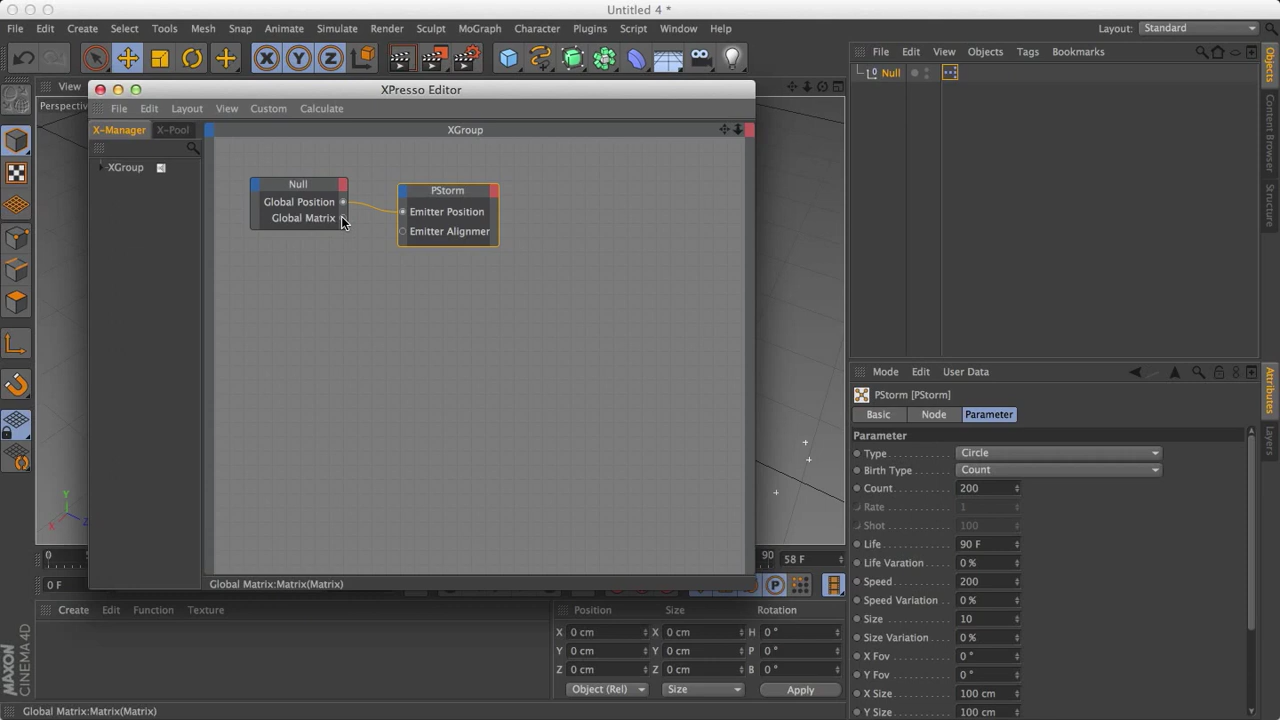 Untitled 4 *
File Edit Create Select Tools Mesh Snap Animate Simulate Render Sculpt MoGraph Character Plugins Script Window Help
Layout: Standard
File Edit View Objects Tags Bookmarks
Null
View
Perspective
XPresso Editor
File Edit Layout View Custom Calculate
X-Manager X-Pool
XGroup
XGroup
Null
Global Position
Global Matrix
PStorm
Emitter Position
Emitter Alignmer
Global Matrix:Matrix(Matrix)
Objects
Content Browser
Structure
Attributes
Layers
Mode Edit User Data
PStorm [PStorm]
Basic Node Parameter
Parameter
Type Circle
Birth Type Count
Count 200
Rate 1
Shot 100
Life 90 F
Life Varation 0 %
Speed 200
Speed Variation 0 %
Size 10
Size Variation 0 %
X Fov 0 °
Y Fov 0 °
X Size 100 cm
Y Size 100 cm
Y
X
Z
0
90
58 F
0 F
P
Create Edit Function Texture
Position Size Rotation
X 0 cm X 0 cm H 0 °
Y 0 cm Y 0 cm P 0 °
Z 0 cm Z 0 cm B 0 °
Object (Rel) Size Apply
MAXON
CINEMA 4D
Global Matrix:Matrix(Matrix)